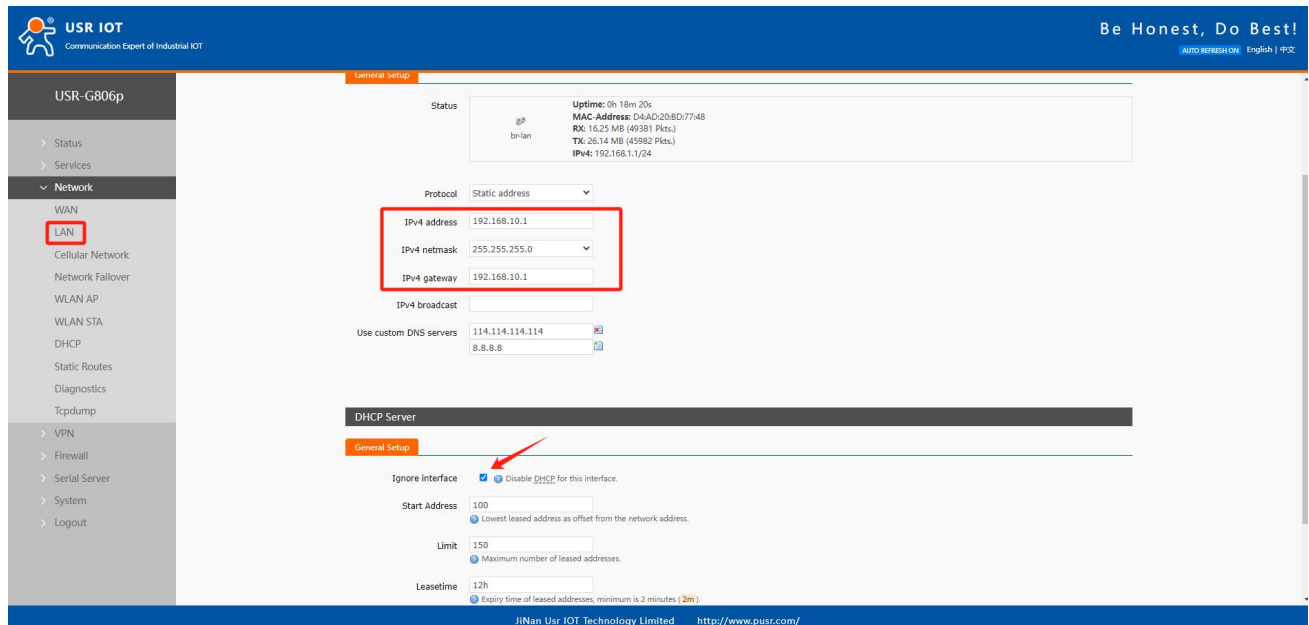 USR IOT
Communication Expert of Industrial IOT
Be Honest, Do Best!
AUTO REFRESH ON English | 中文
USR-G806p
Status
Services
Network
WAN
LAN
Cellular Network
Network Failover
WLAN AP
WLAN STA
DHCP
Static Routes
Diagnostics
Tcpdump
VPN
Firewall
Serial Server
System
Logout
General Setup
Status
br-lan
Uptime: 0h 18m 20s
MAC-Address: D4:AD:20:BD:77:48
RX: 16.25 MB (49381 Pkts.)
TX: 26.14 MB (45982 Pkts.)
IPv4: 192.168.1.1/24
Protocol Static address
IPv4 address 192.168.10.1
IPv4 netmask 255.255.255.0
IPv4 gateway 192.168.10.1
IPv4 broadcast
Use custom DNS servers 114.114.114.114
8.8.8.8
DHCP Server
General Setup
Ignore interface Disable DHCP for this interface.
Start Address 100
Lowest leased address as offset from the network address.
Limit 150
Maximum number of leased addresses.
Leasetime 12h
Expiry time of leased addresses, minimum is 2 minutes (2m).
JiNan Usr IOT Technology Limited http://www.pusr.com/